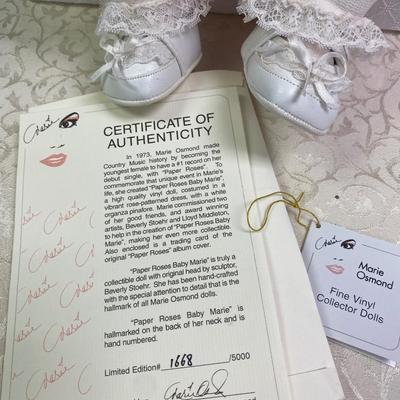 Marie
CERTIFICATE OF
AUTHENTICITY
In 1973, Marie Osmond made
Country Music history by becoming the
youngest female to have a #1 record on her
debut single, with "Paper Roses". To
commemorate that unique event in Marie's
life, she created "Paper Roses Baby Marie",
a high quality vinyl doll, costumed in a
vibrant rose-patterned dress, with a white
organza pinafore. Marie commissioned two
of her good friends, and award winning
artists, Beverly Stoehr and Lloyd Middleton,
to help in the creation of "Paper Roses Baby
Marie", making her even more collectible.
Also enclosed is a trading card of the
original "Paper Roses" album cover.
"Paper Roses Baby Marie" is truly a
collectible doll with original head by sculptor,
Beverly Stoehr. She has been hand-crafted
with the special attention to detail that is the
hallmark of all Marie Osmond dolls.
"Paper Roses Baby Marie" is
hallmarked on the back of her neck and is
hand numbered.
Limited Edition# 1668 /5000
Marie
Marie
Osmond
Fine Vinyl
Collector Dolls